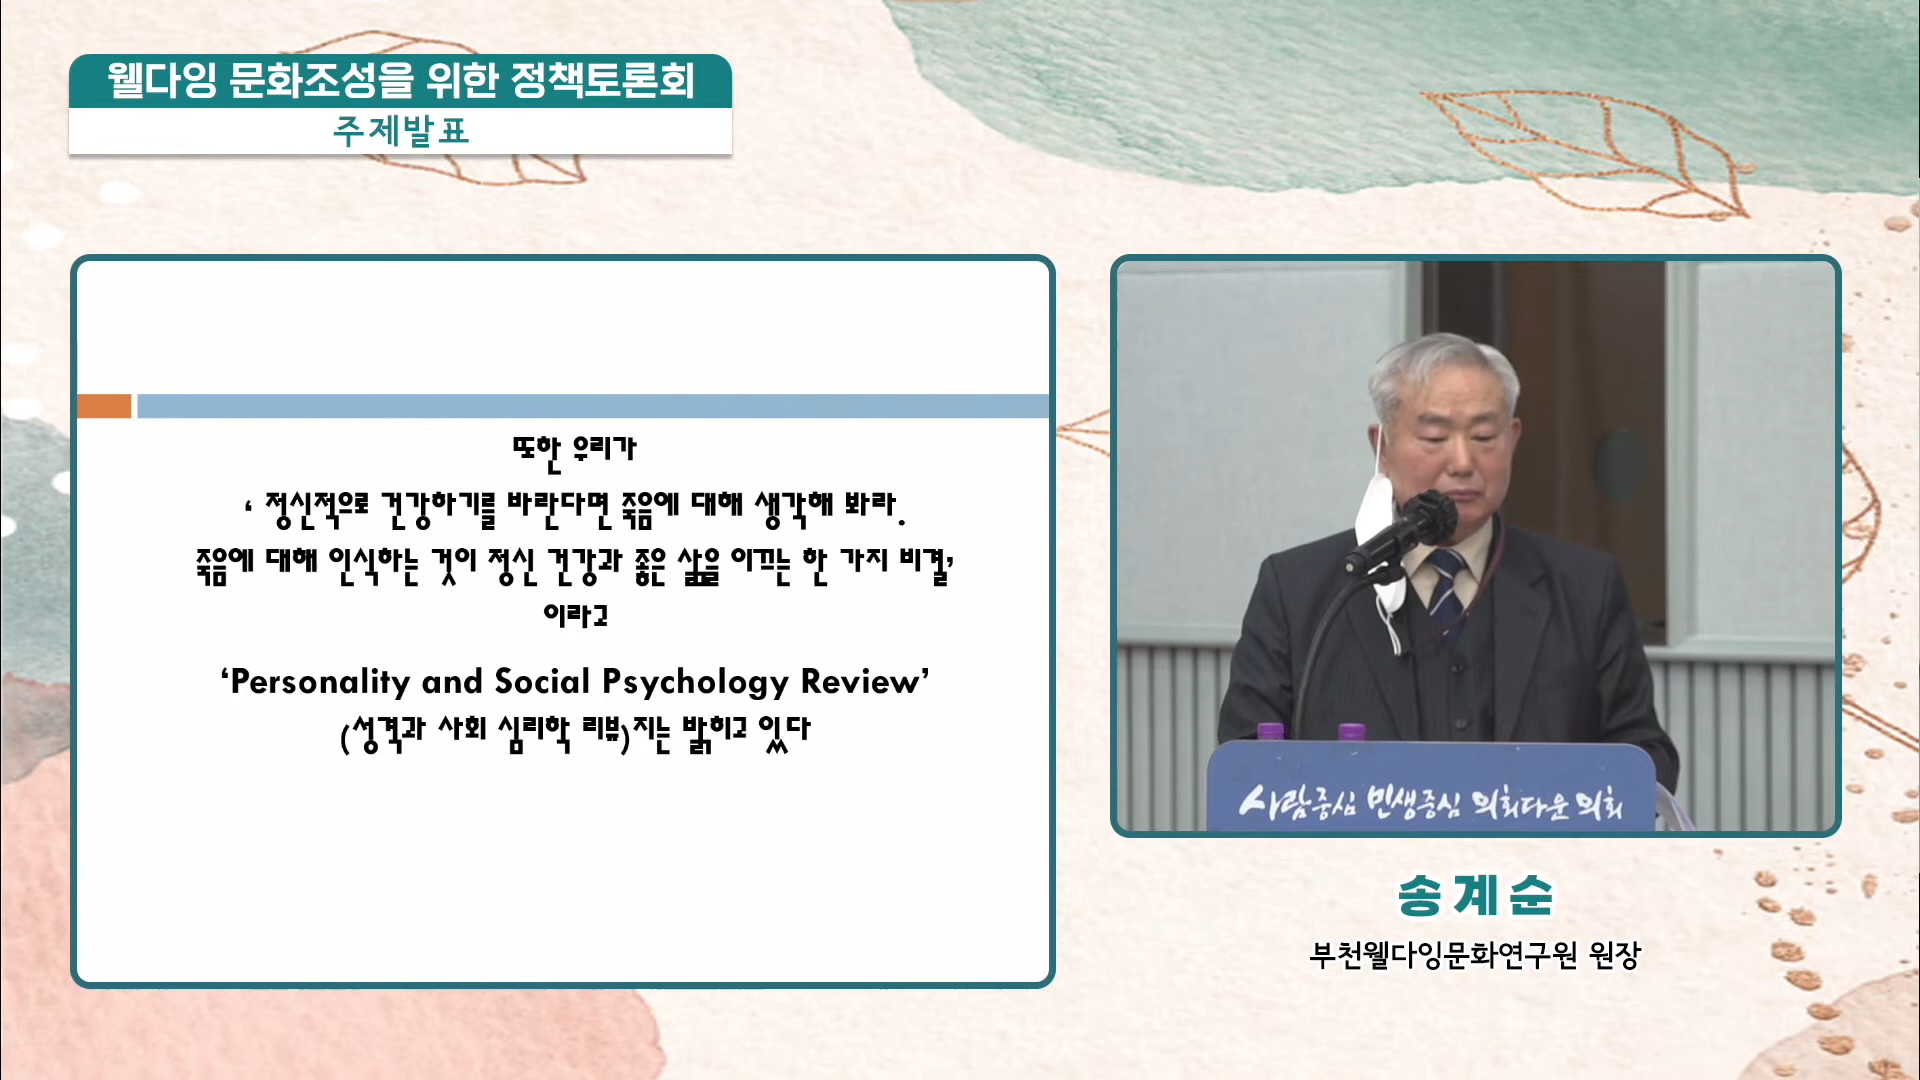 웰다잉 문화조성을 위한 정책토론회
주제발표
또한 우리가
‘ 정신적으로 건강하기를 바란다면 죽음에 대해 생각해 봐라.
죽음에 대해 인식하는 것이 정신 건강과 좋은 삶을 이끄는 한 가지 비결’
이라고
‘Personality and Social Psychology Review’
(성격과 사회 심리학 리뷰)지는 밝히고 있다
사람중심 민생중심 의회다운 의회
송계순
부천웰다잉문화연구원 원장